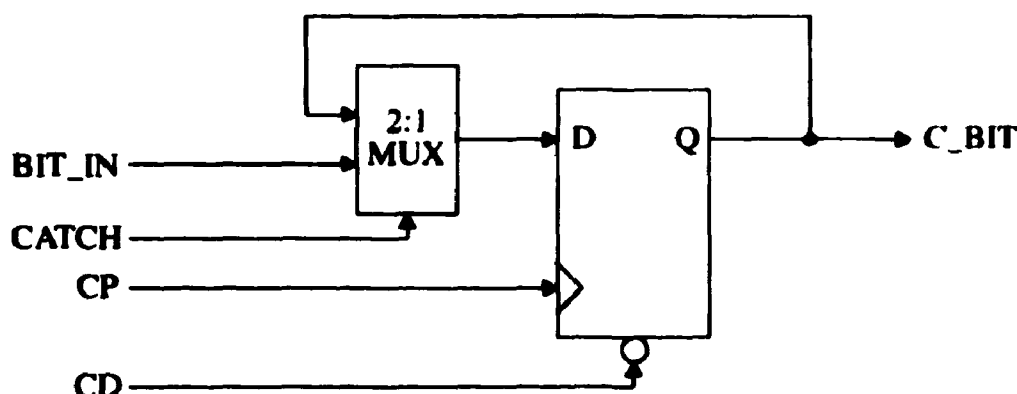 2:1
MUX
D Q
C_BIT
BIT_IN
CATCH
CP
CD